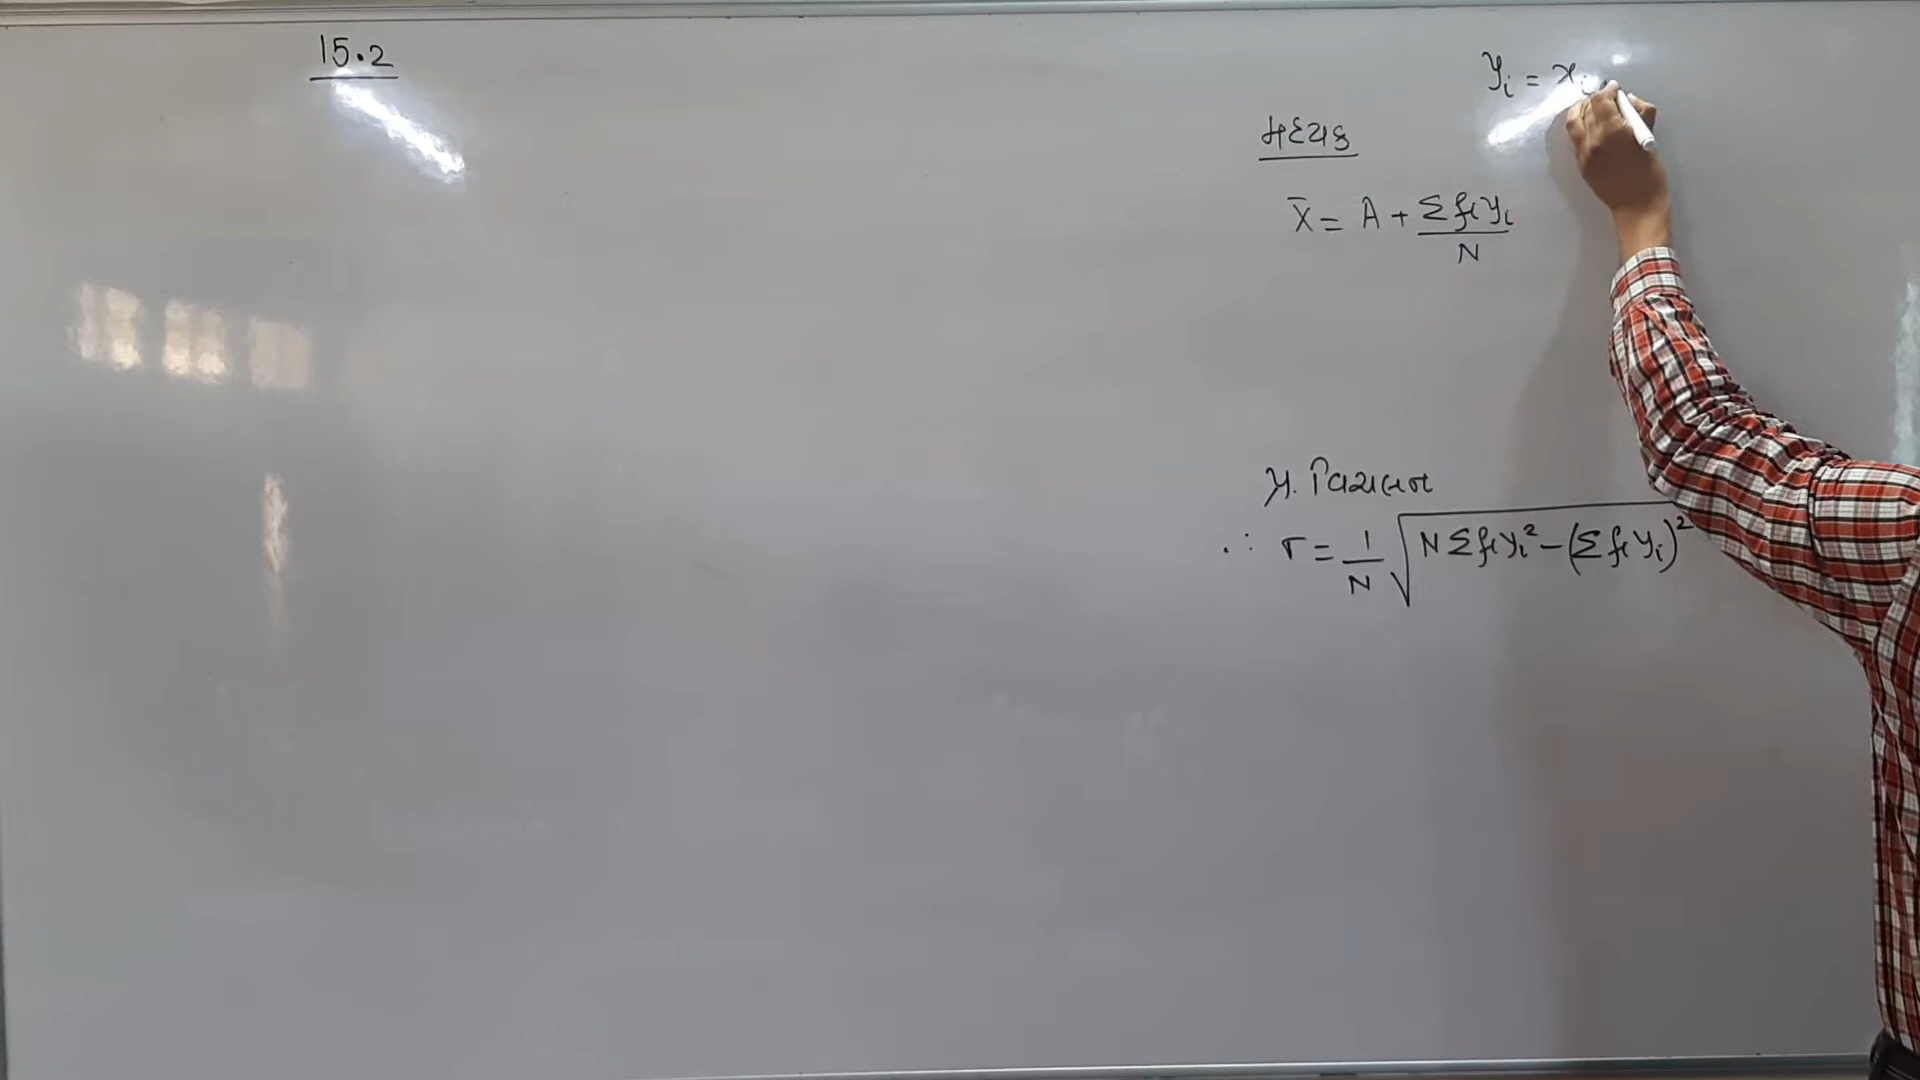 15.2
yᵢ = xᵢ
મધ્યક
x̄ = A + Σfᵢyᵢ / N
પ્ર. વિચલન
∴ σ = 1/N √(NΣfᵢyᵢ² − (Σfᵢyᵢ)²)